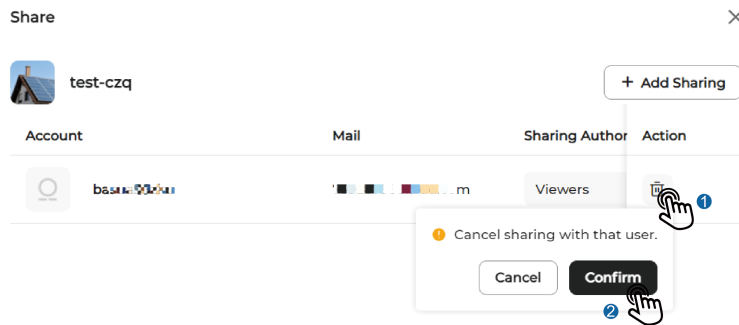 Share
test-czq
+ Add Sharing
Account Mail Sharing Author Action
Viewers
1
Cancel sharing with that user.
Cancel Confirm
2